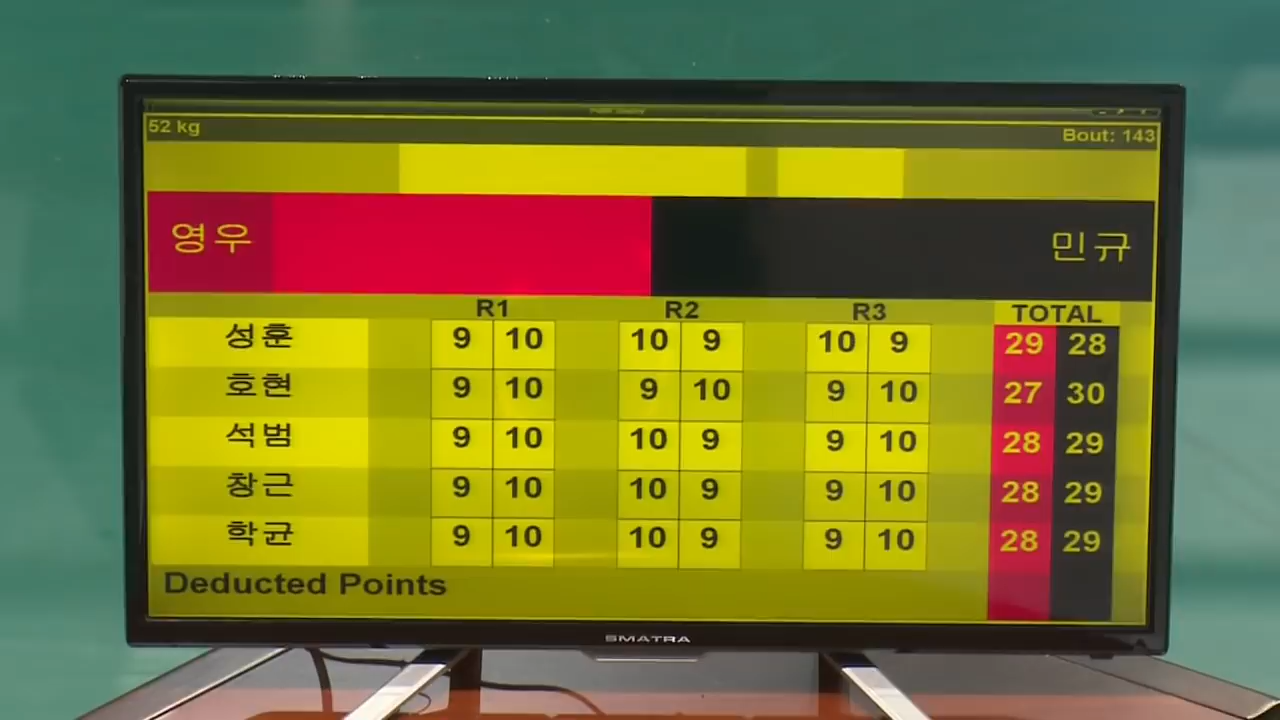 52 kg Bout: 143
영우 민규
R1 R2 R3 TOTAL
성훈 9 10 10 9 10 9 29 28
호현 9 10 9 10 9 10 27 30
석범 9 10 10 9 9 10 28 29
창근 9 10 10 9 9 10 28 29
학균 9 10 10 9 9 10 28 29
Deducted Points
SMATRA